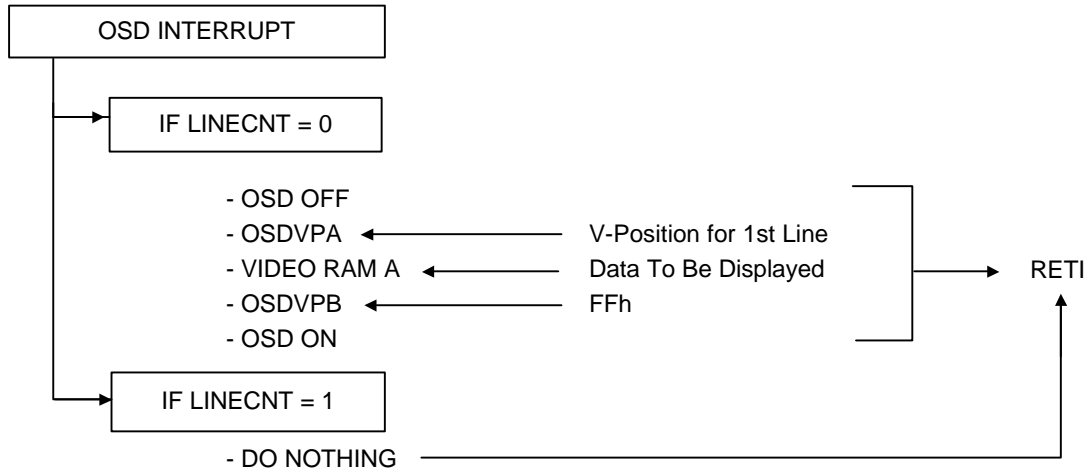 OSD INTERRUPT
IF LINECNT = 0
- OSD OFF
- OSDVPA V-Position for 1st Line
- VIDEO RAM A Data To Be Displayed RETI
- OSDVPB FFh
- OSD ON
IF LINECNT = 1
- DO NOTHING